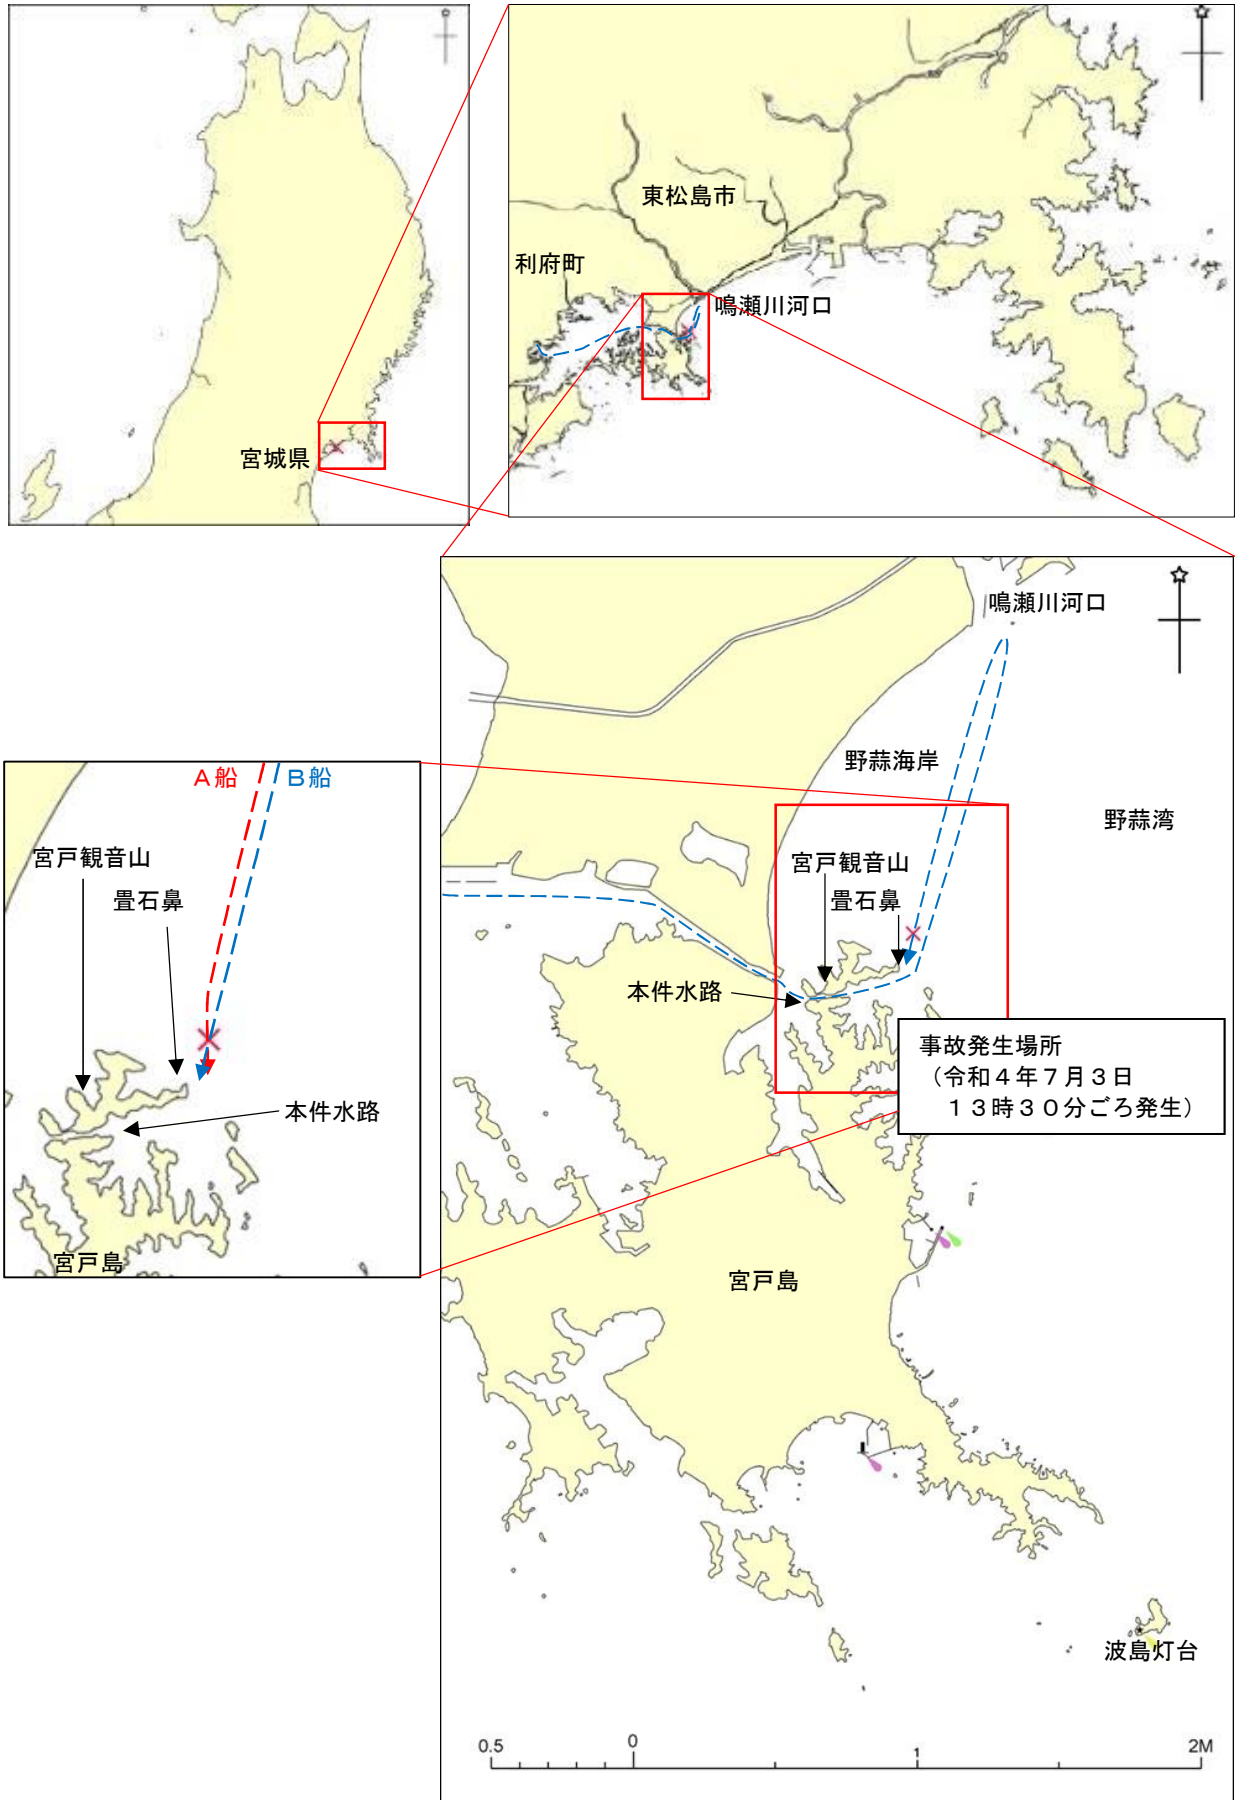 宮城県
東松島市
利府町
鳴瀬川河口
鳴瀬川河口
野蒜海岸
野蒜湾
宮戸観音山
畳石鼻
本件水路
事故発生場所
（令和４年７月３日
１３時３０分ごろ発生）
宮戸島
波島灯台
0.5 0 1 2M
Ａ船 Ｂ船
宮戸観音山
畳石鼻
本件水路
宮戸島